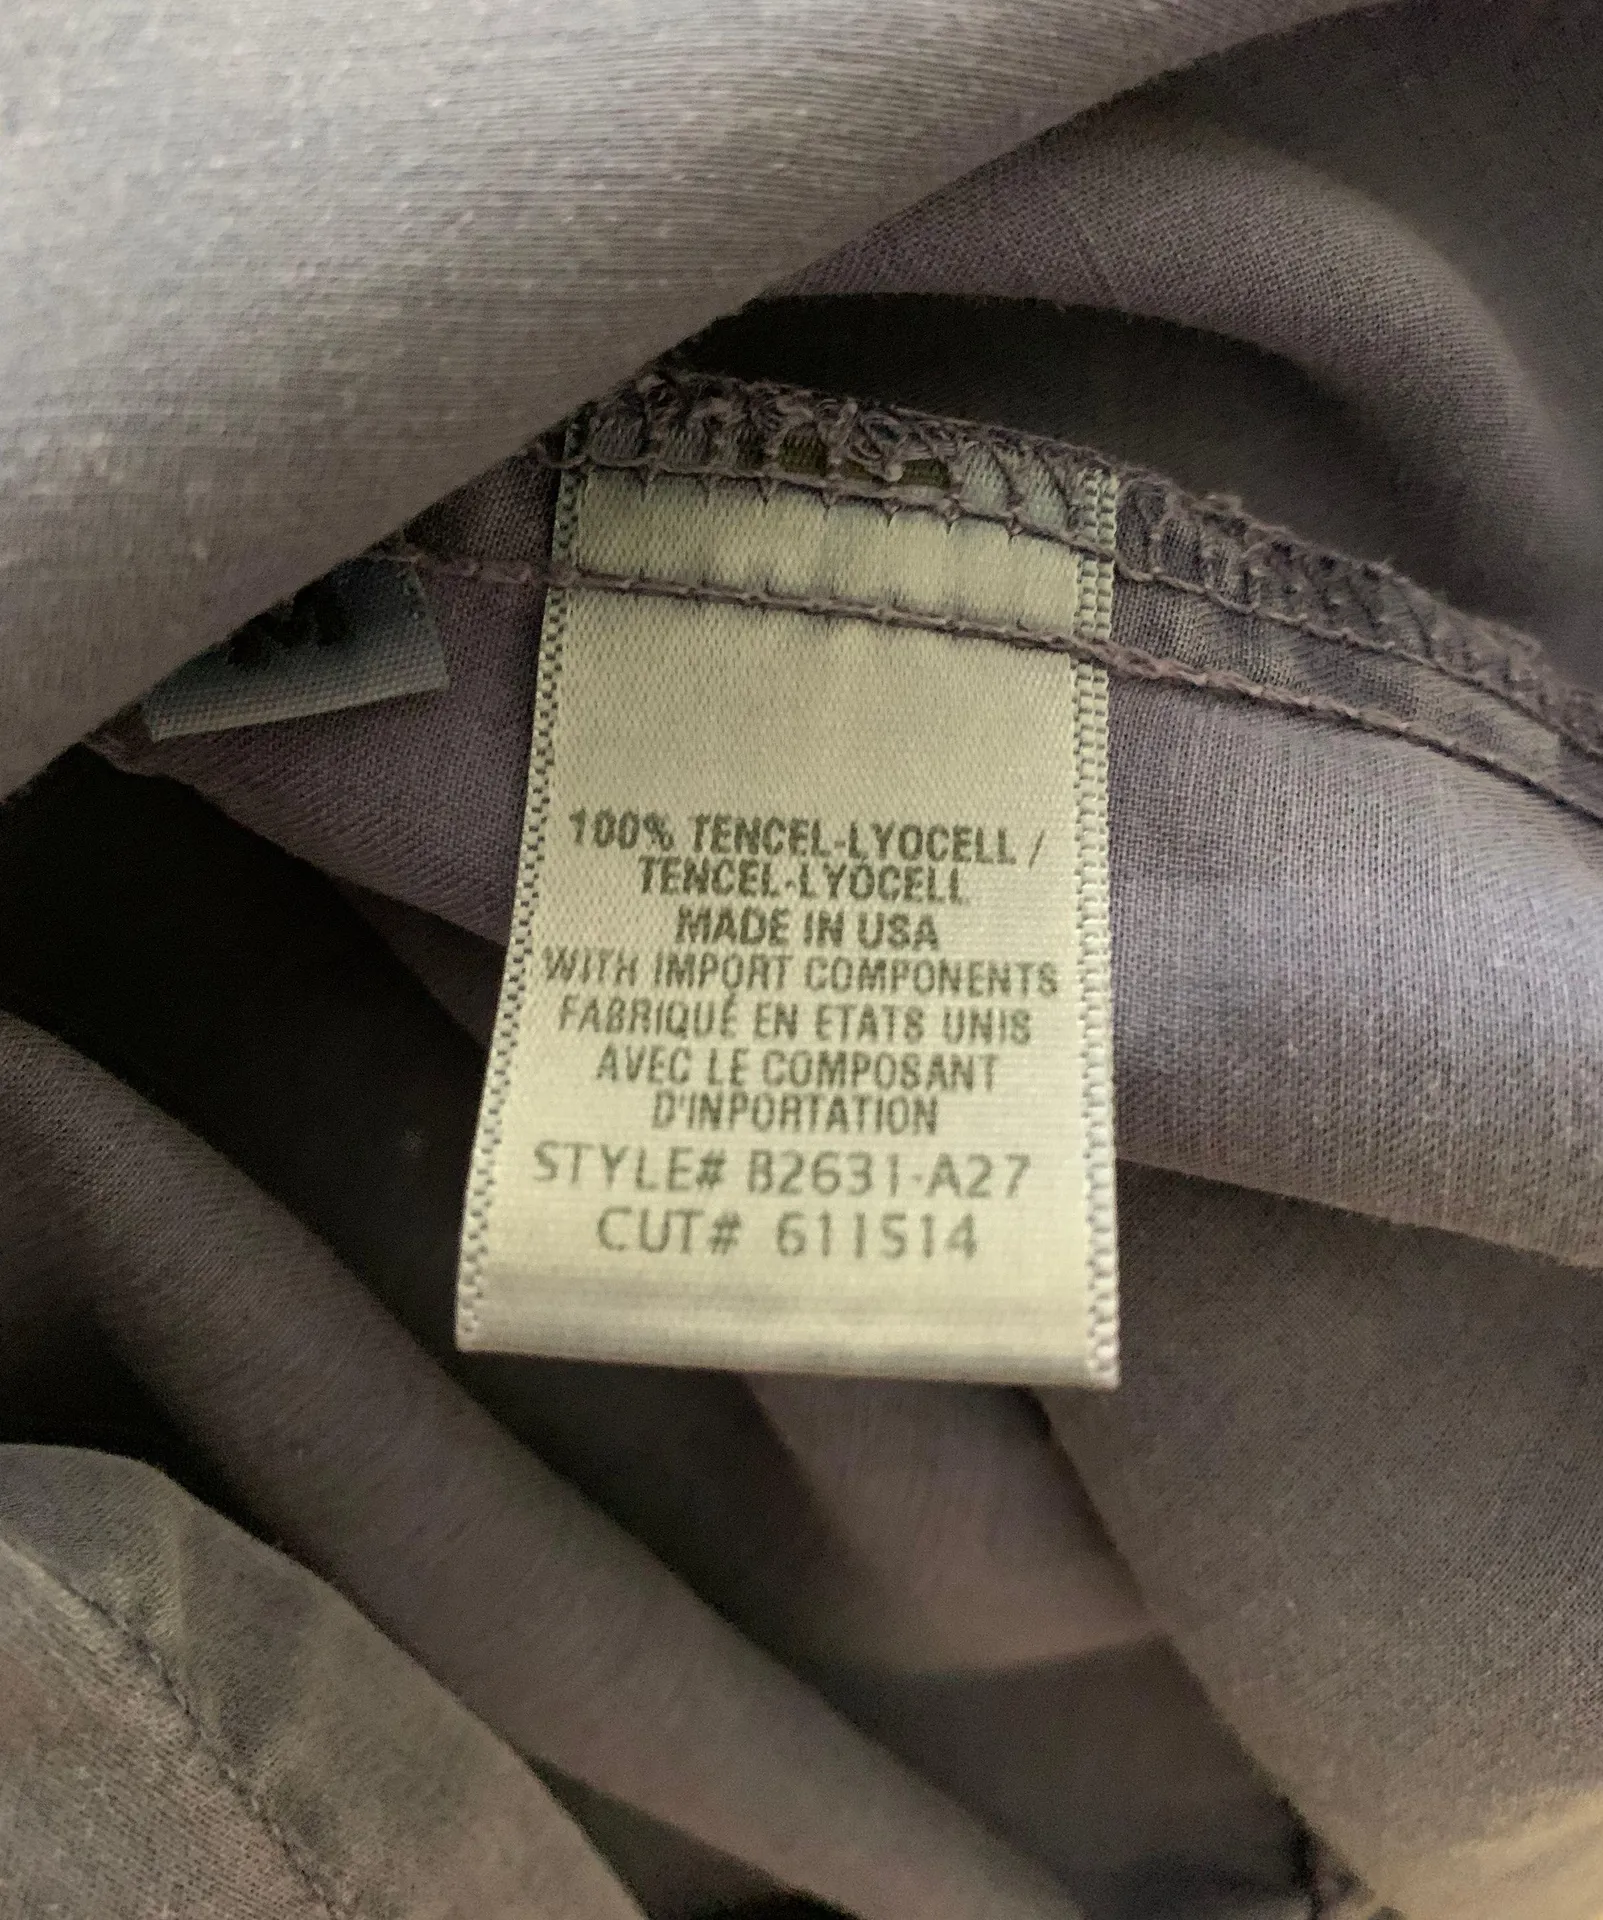 100% TENCEL-LYOCELL /
TENCEL-LYOCELL
MADE IN USA
WITH IMPORT COMPONENTS
FABRIQUÉ EN ETATS UNIS
AVEC LE COMPOSANT
D'INPORTATION
STYLE# B2631-A27
CUT# 611514